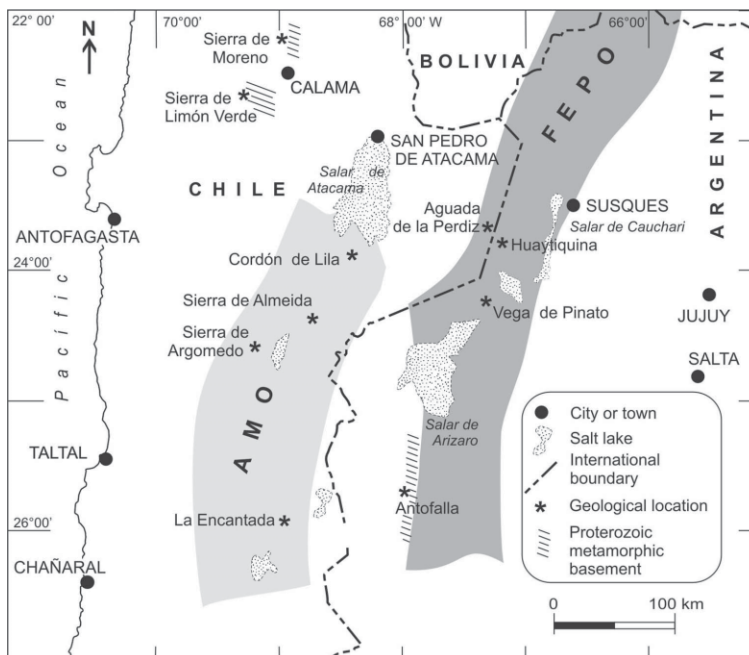 22°00'
70°00'
68°00' W
66°00'
N
Sierra de
Moreno
BOLIVIA
CALAMA
Sierra de
Limón Verde
FEPO
ARGENTINA
Pacífic Ocean
SAN PEDRO
DE ATACAMA
Salar de
Atacama
CHILE
SUSQUES
Aguada
de la Perdiz
Salar de Cauchari
ANTOFAGASTA
Huaytiquina
Cordón de Lila
24°00'
Sierra de Almeida
Vega de Pinato
JUJUY
Sierra de
Argomedo
SALTA
AMO
Salar de
Arizaro
TALTAL
Antofalla
La Encantada
26°00'
CHAÑARAL
City or town
Salt lake
International
boundary
Geological location
Proterozoic
metamorphic
basement
0 100 km